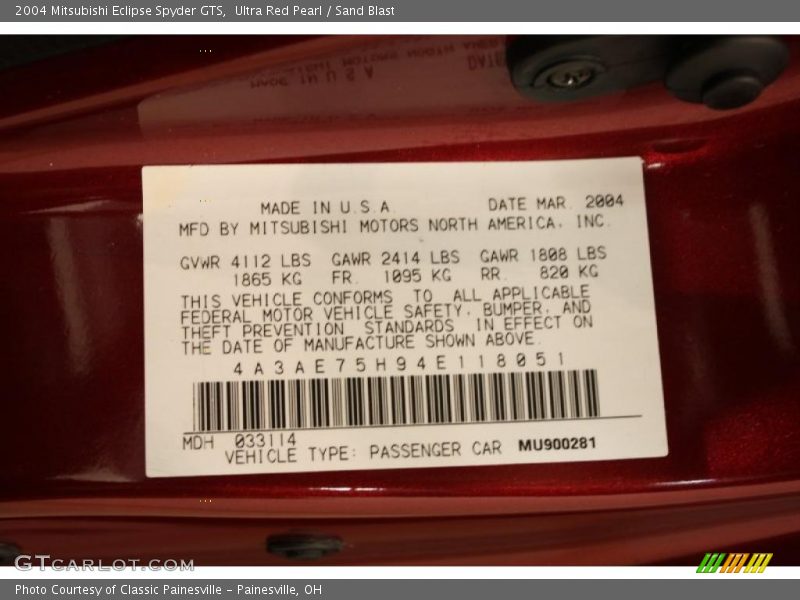 2004 Mitsubishi Eclipse Spyder GTS,  Ultra Red Pearl / Sand Blast
MADE IN U.S.A. DATE MAR. 2004
MFD BY MITSUBISHI MOTORS NORTH AMERICA, INC.
GVWR 4112 LBS GAWR 2414 LBS GAWR 1808 LBS
1865 KG FR. 1095 KG RR. 820 KG
THIS VEHICLE CONFORMS TO ALL APPLICABLE
FEDERAL MOTOR VEHICLE SAFETY, BUMPER, AND
THEFT PREVENTION STANDARDS IN EFFECT ON
THE DATE OF MANUFACTURE SHOWN ABOVE.
4A3AE75H94E118051
MDH 033114
VEHICLE TYPE: PASSENGER CAR MU900281
GTCARLOT.COM
Photo Courtesy of Classic Painesville - Painesville, OH